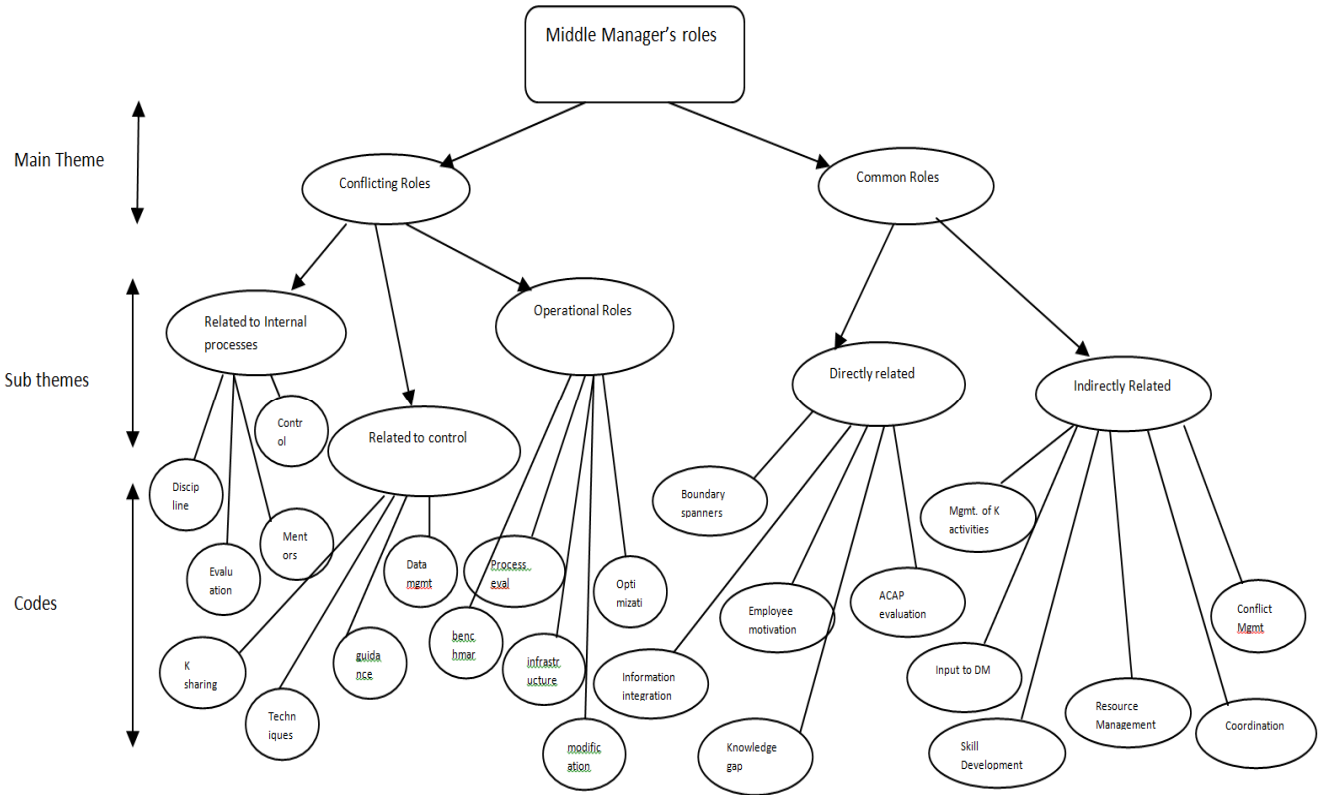 Middle Manager's roles
Main Theme
Conflicting Roles
Common Roles
Related to Internal
processes
Operational Roles
Sub themes
Directly related
Indirectly Related
Contr
ol
Related to control
Discip
line
Boundary
spanners
Mgmt. of K
activities
Ment
ors
Evalu
ation
Data
mgmt
Process
eval
Opti
mizati
ACAP
evaluation
Employee
motivation
Conflict
Mgmt
Codes
K
sharing
guida
nce
benc
hmar
infrastr
ucture
Information
integration
Input to DM
Techn
iques
Resource
Management
Coordination
modific
ation
Knowledge
gap
Skill
Development